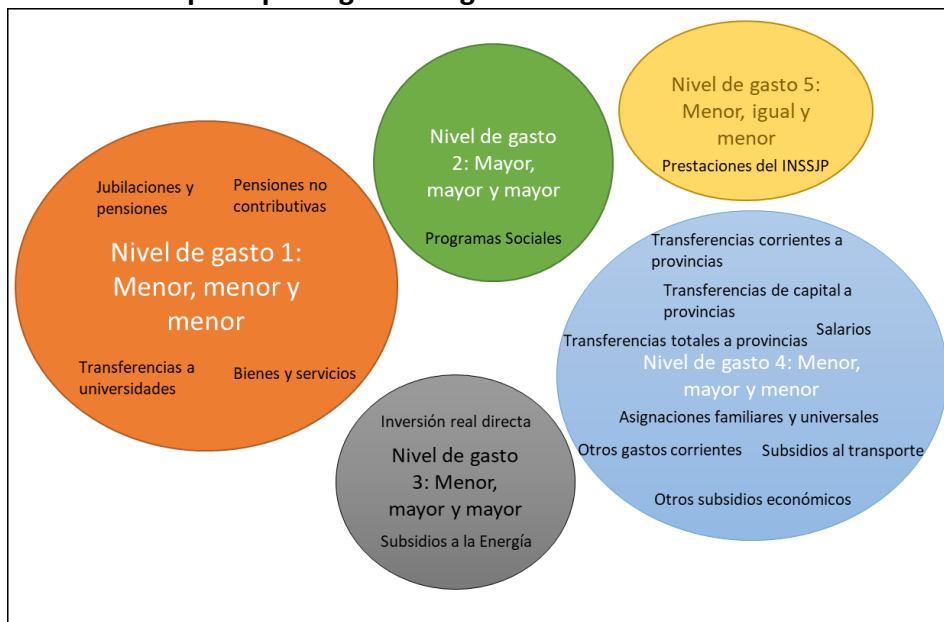 Nivel de gasto 5:
Menor, igual y
menor
Prestaciones del INSSJP
Nivel de gasto
2: Mayor,
mayor y mayor
Programas Sociales
Jubilaciones y
pensiones
Pensiones no
contributivas
Nivel de gasto 1:
Menor, menor y
menor
Transferencias a
universidades
Bienes y servicios
Transferencias corrientes a
provincias
Transferencias de capital a
provincias
Salarios
Transferencias totales a provincias
Nivel de gasto 4: Menor,
mayor y menor
Asignaciones familiares y universales
Otros gastos corrientes
Subsidios al transporte
Otros subsidios económicos
Inversión real directa
Nivel de gasto
3: Menor,
mayor y mayor
Subsidios a la Energía